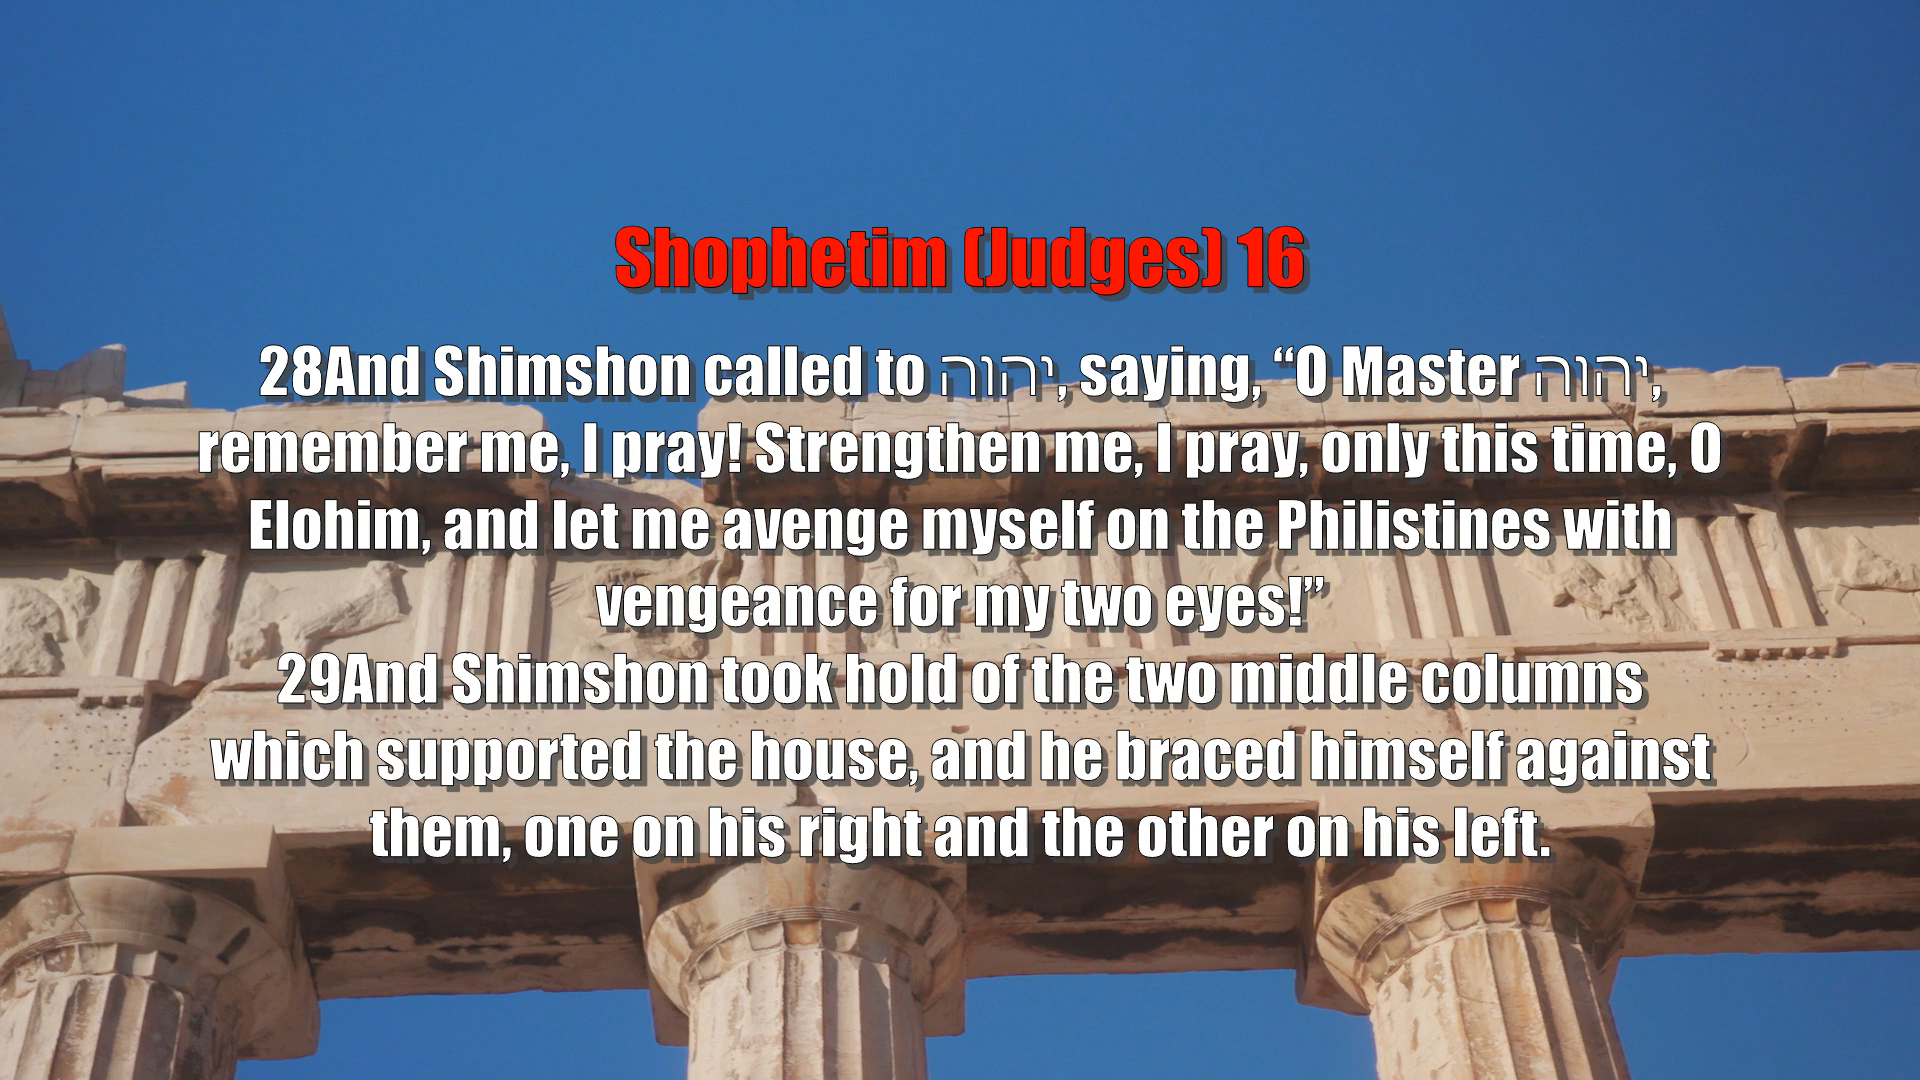 Shophetim (Judges) 16
28And Shimshon called to יהוה, saying, “O Master יהוה,
remember me, I pray! Strengthen me, I pray, only this time, O
Elohim, and let me avenge myself on the Philistines with
vengeance for my two eyes!”
29And Shimshon took hold of the two middle columns
which supported the house, and he braced himself against
them, one on his right and the other on his left.